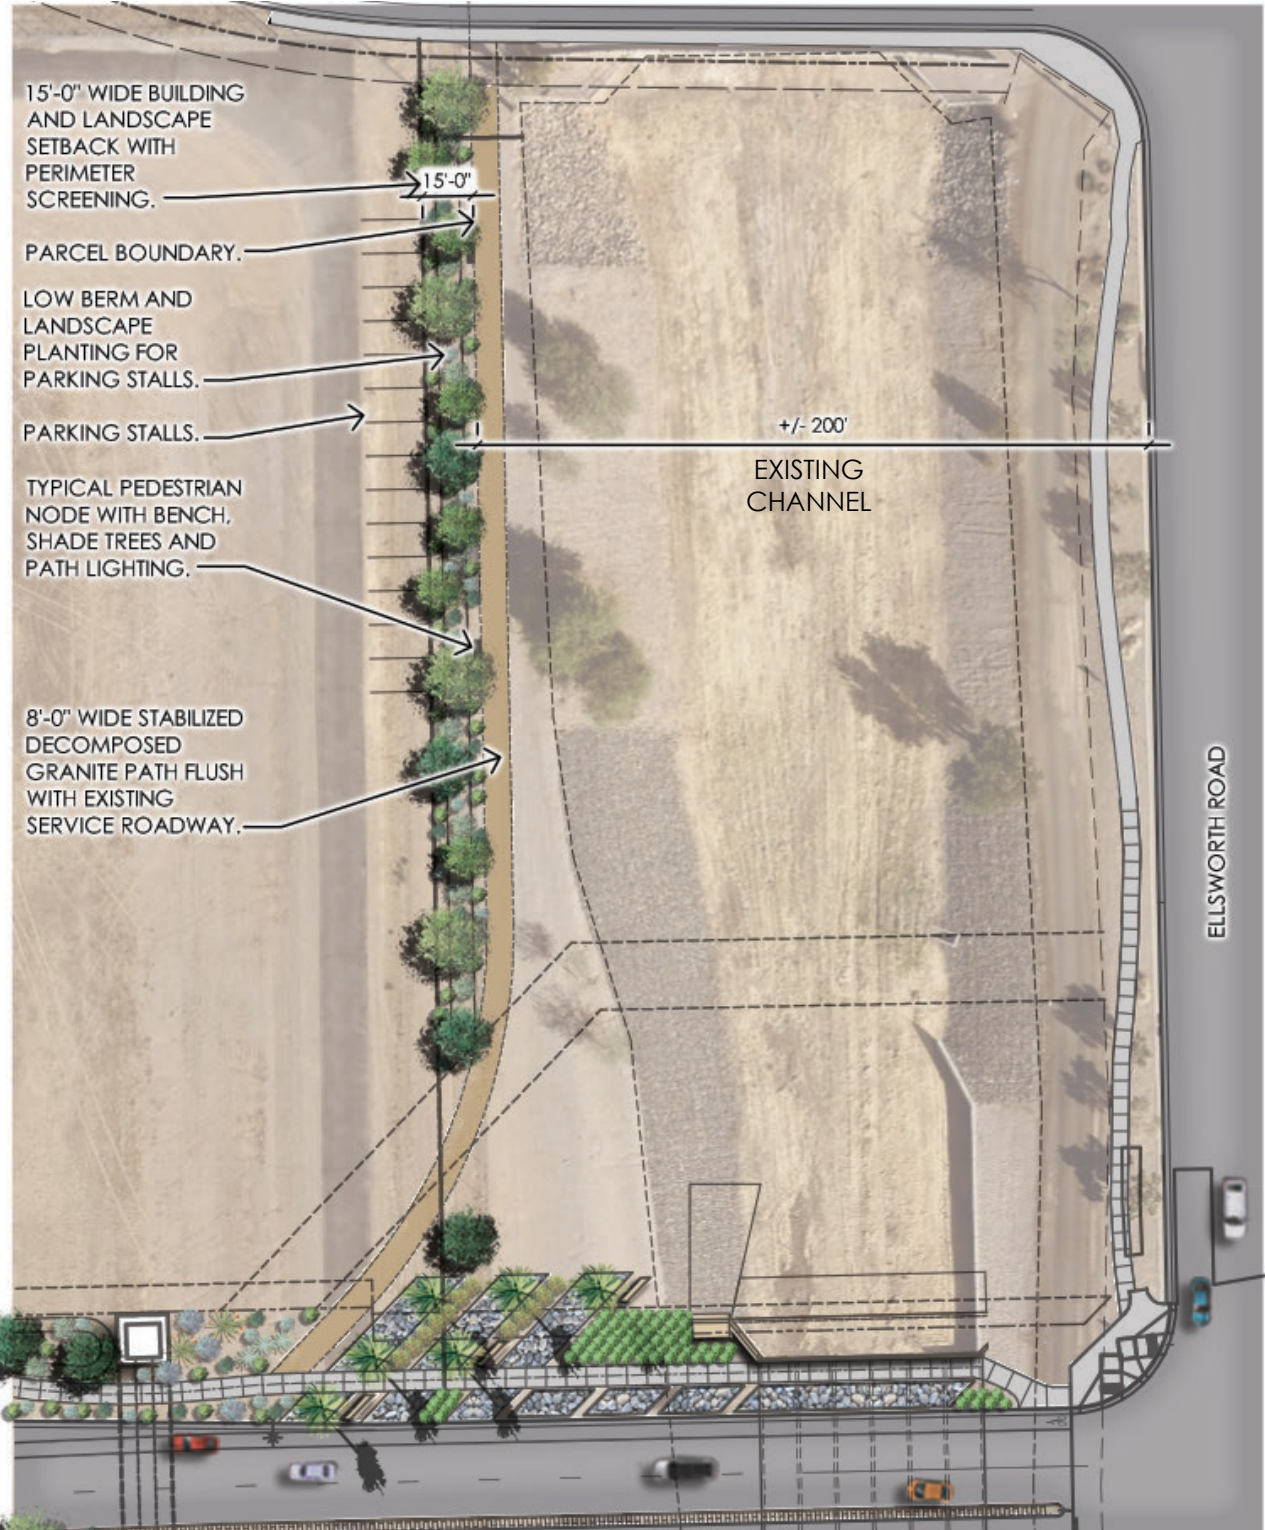 15'-0" WIDE BUILDING
AND LANDSCAPE
SETBACK WITH
PERIMETER
SCREENING.
15'-0"
PARCEL BOUNDARY.
LOW BERM AND
LANDSCAPE
PLANTING FOR
PARKING STALLS.
PARKING STALLS.
+/- 200'
EXISTING
CHANNEL
TYPICAL PEDESTRIAN
NODE WITH BENCH,
SHADE TREES AND
PATH LIGHTING.
8'-0" WIDE STABILIZED
DECOMPOSED
GRANITE PATH FLUSH
WITH EXISTING
SERVICE ROADWAY.
ELLSWORTH ROAD